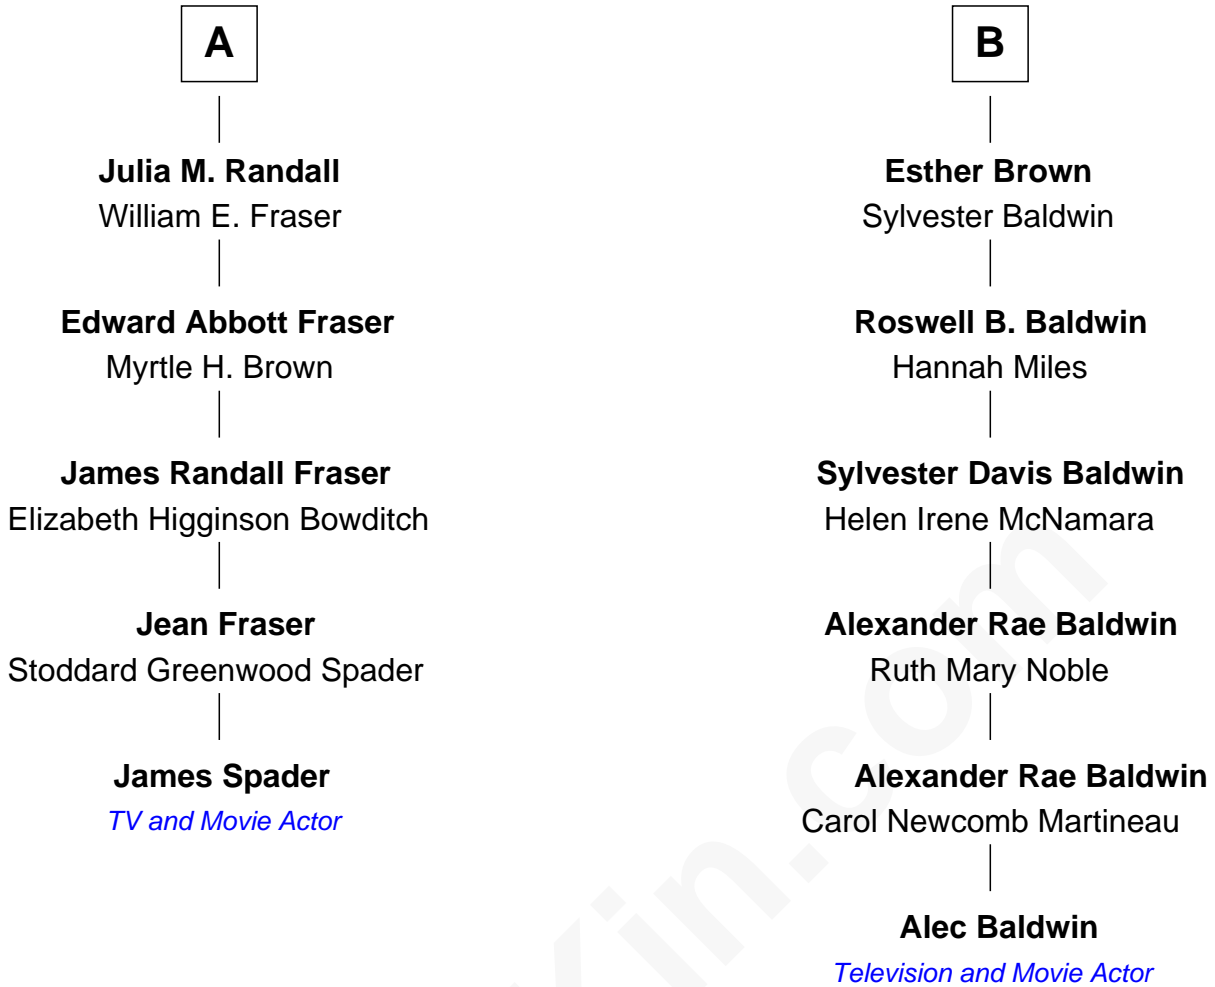 A
Julia M. Randall
William E. Fraser
Edward Abbott Fraser
Myrtle H. Brown
James Randall Fraser
Elizabeth Higginson Bowditch
Jean Fraser
Stoddard Greenwood Spader
James Spader
TV and Movie Actor
B
Esther Brown
Sylvester Baldwin
Roswell B. Baldwin
Hannah Miles
Sylvester Davis Baldwin
Helen Irene McNamara
Alexander Rae Baldwin
Ruth Mary Noble
Alexander Rae Baldwin
Carol Newcomb Martineau
Alec Baldwin
Television and Movie Actor
Kin.com